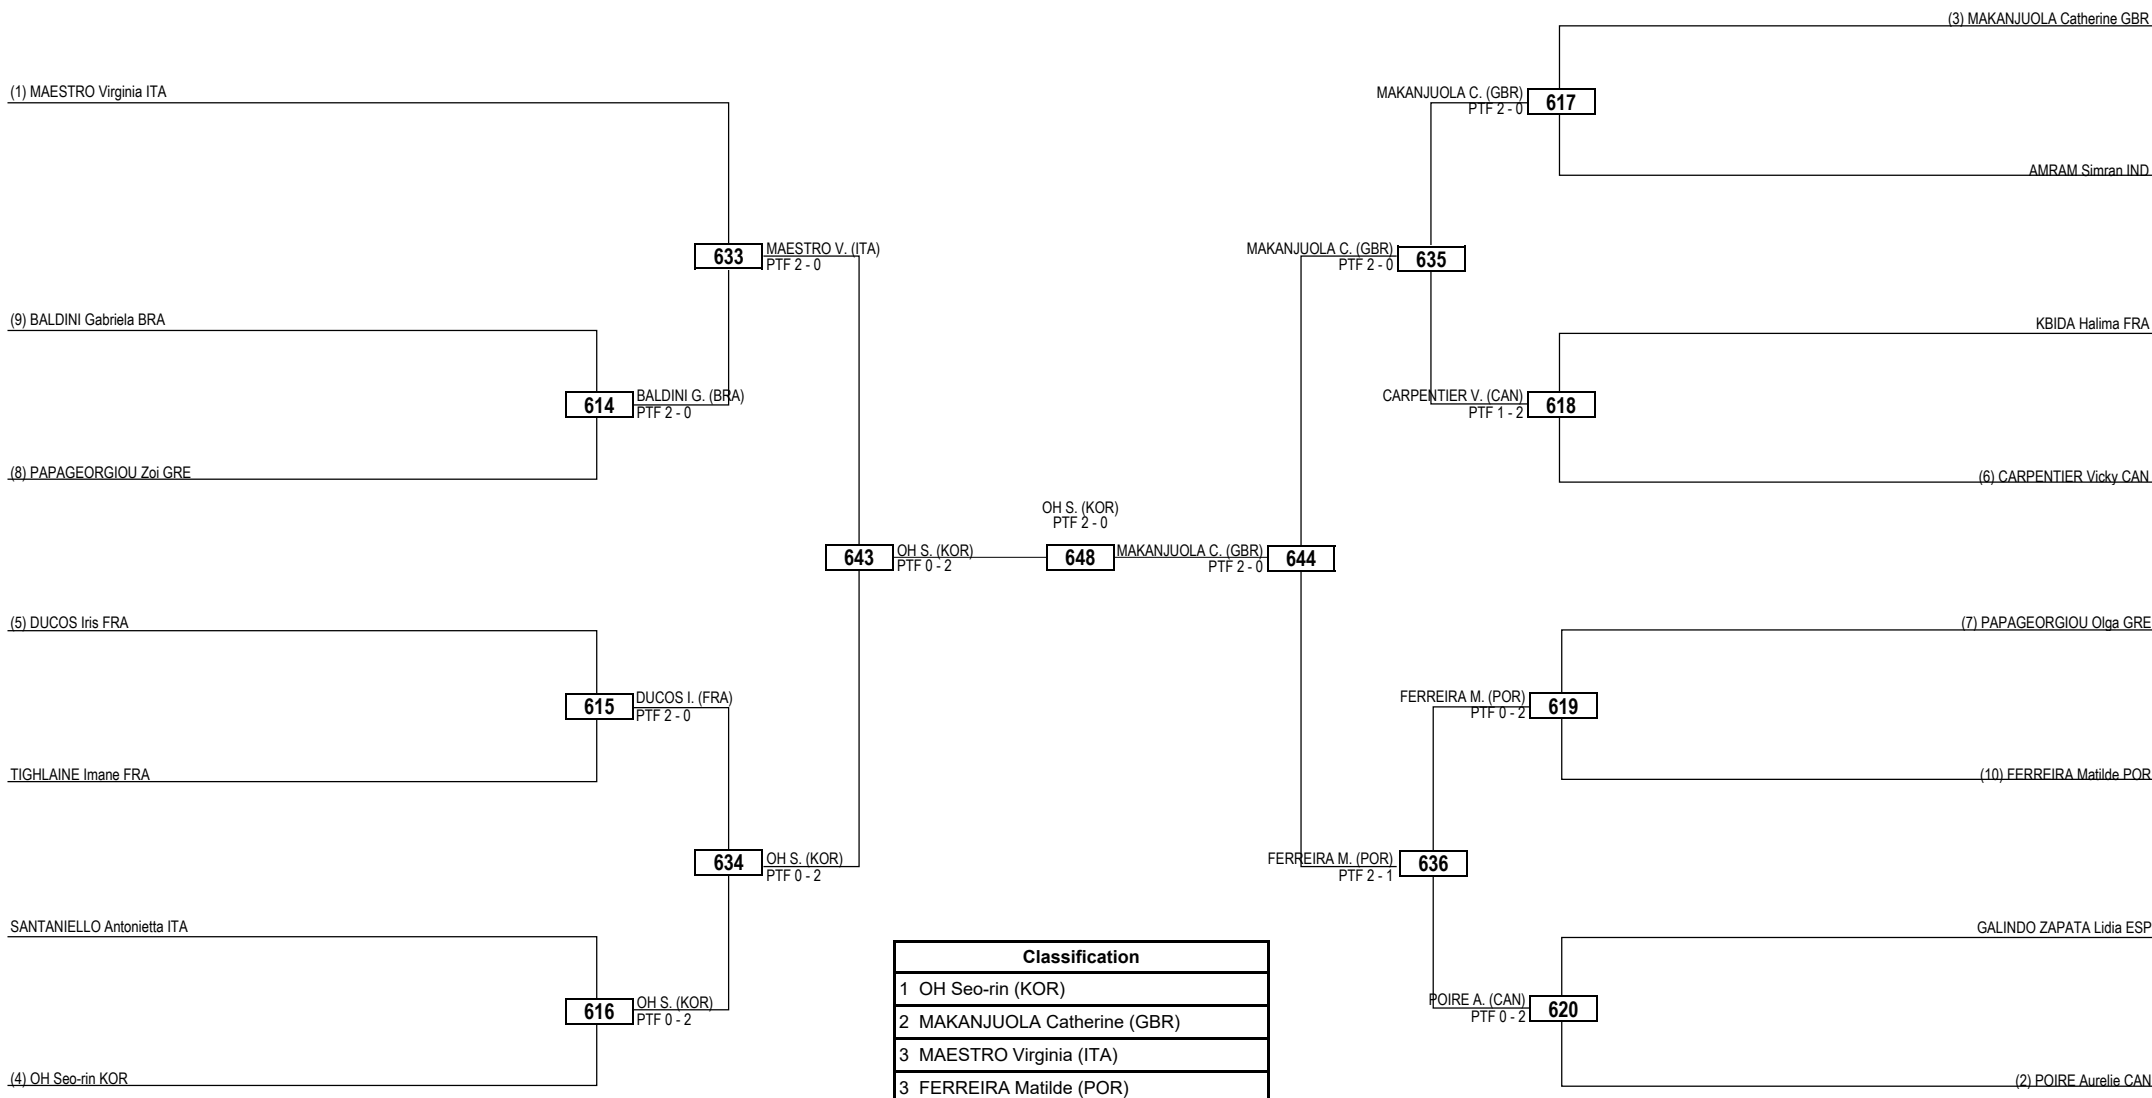 (3) MAKANJUOLA Catherine GBR
(1) MAESTRO Virginia ITA
MAKANJUOLA C. (GBR)
PTF 2 - 0
617
AMRAM Simran IND
633
MAESTRO V. (ITA)
PTF 2 - 0
MAKANJUOLA C. (GBR)
PTF 2 - 0
635
(9) BALDINI Gabriela BRA
KBIDA Halima FRA
614
BALDINI G. (BRA)
PTF 2 - 0
CARPENTIER V. (CAN)
PTF 1 - 2
618
(8) PAPAGEORGIOU Zoi GRE
(6) CARPENTIER Vicky CAN
OH S. (KOR)
PTF 2 - 0
643
OH S. (KOR)
PTF 0 - 2
648
MAKANJUOLA C. (GBR)
PTF 2 - 0
644
(5) DUCOS Iris FRA
(7) PAPAGEORGIOU Olga GRE
615
DUCOS I. (FRA)
PTF 2 - 0
FERREIRA M. (POR)
PTF 0 - 2
619
TIGHLAINE Imane FRA
(10) FERREIRA Matilde POR
634
OH S. (KOR)
PTF 0 - 2
FERREIRA M. (POR)
PTF 2 - 1
636
SANTANIELLO Antonietta ITA
GALINDO ZAPATA Lidia ESP
616
OH S. (KOR)
PTF 0 - 2
POIRE A. (CAN)
PTF 0 - 2
620
(4) OH Seo-rin KOR
(2) POIRE Aurelie CAN
Classification
1 OH Seo-rin (KOR)
2 MAKANJUOLA Catherine (GBR)
3 MAESTRO Virginia (ITA)
3 FERREIRA Matilde (POR)